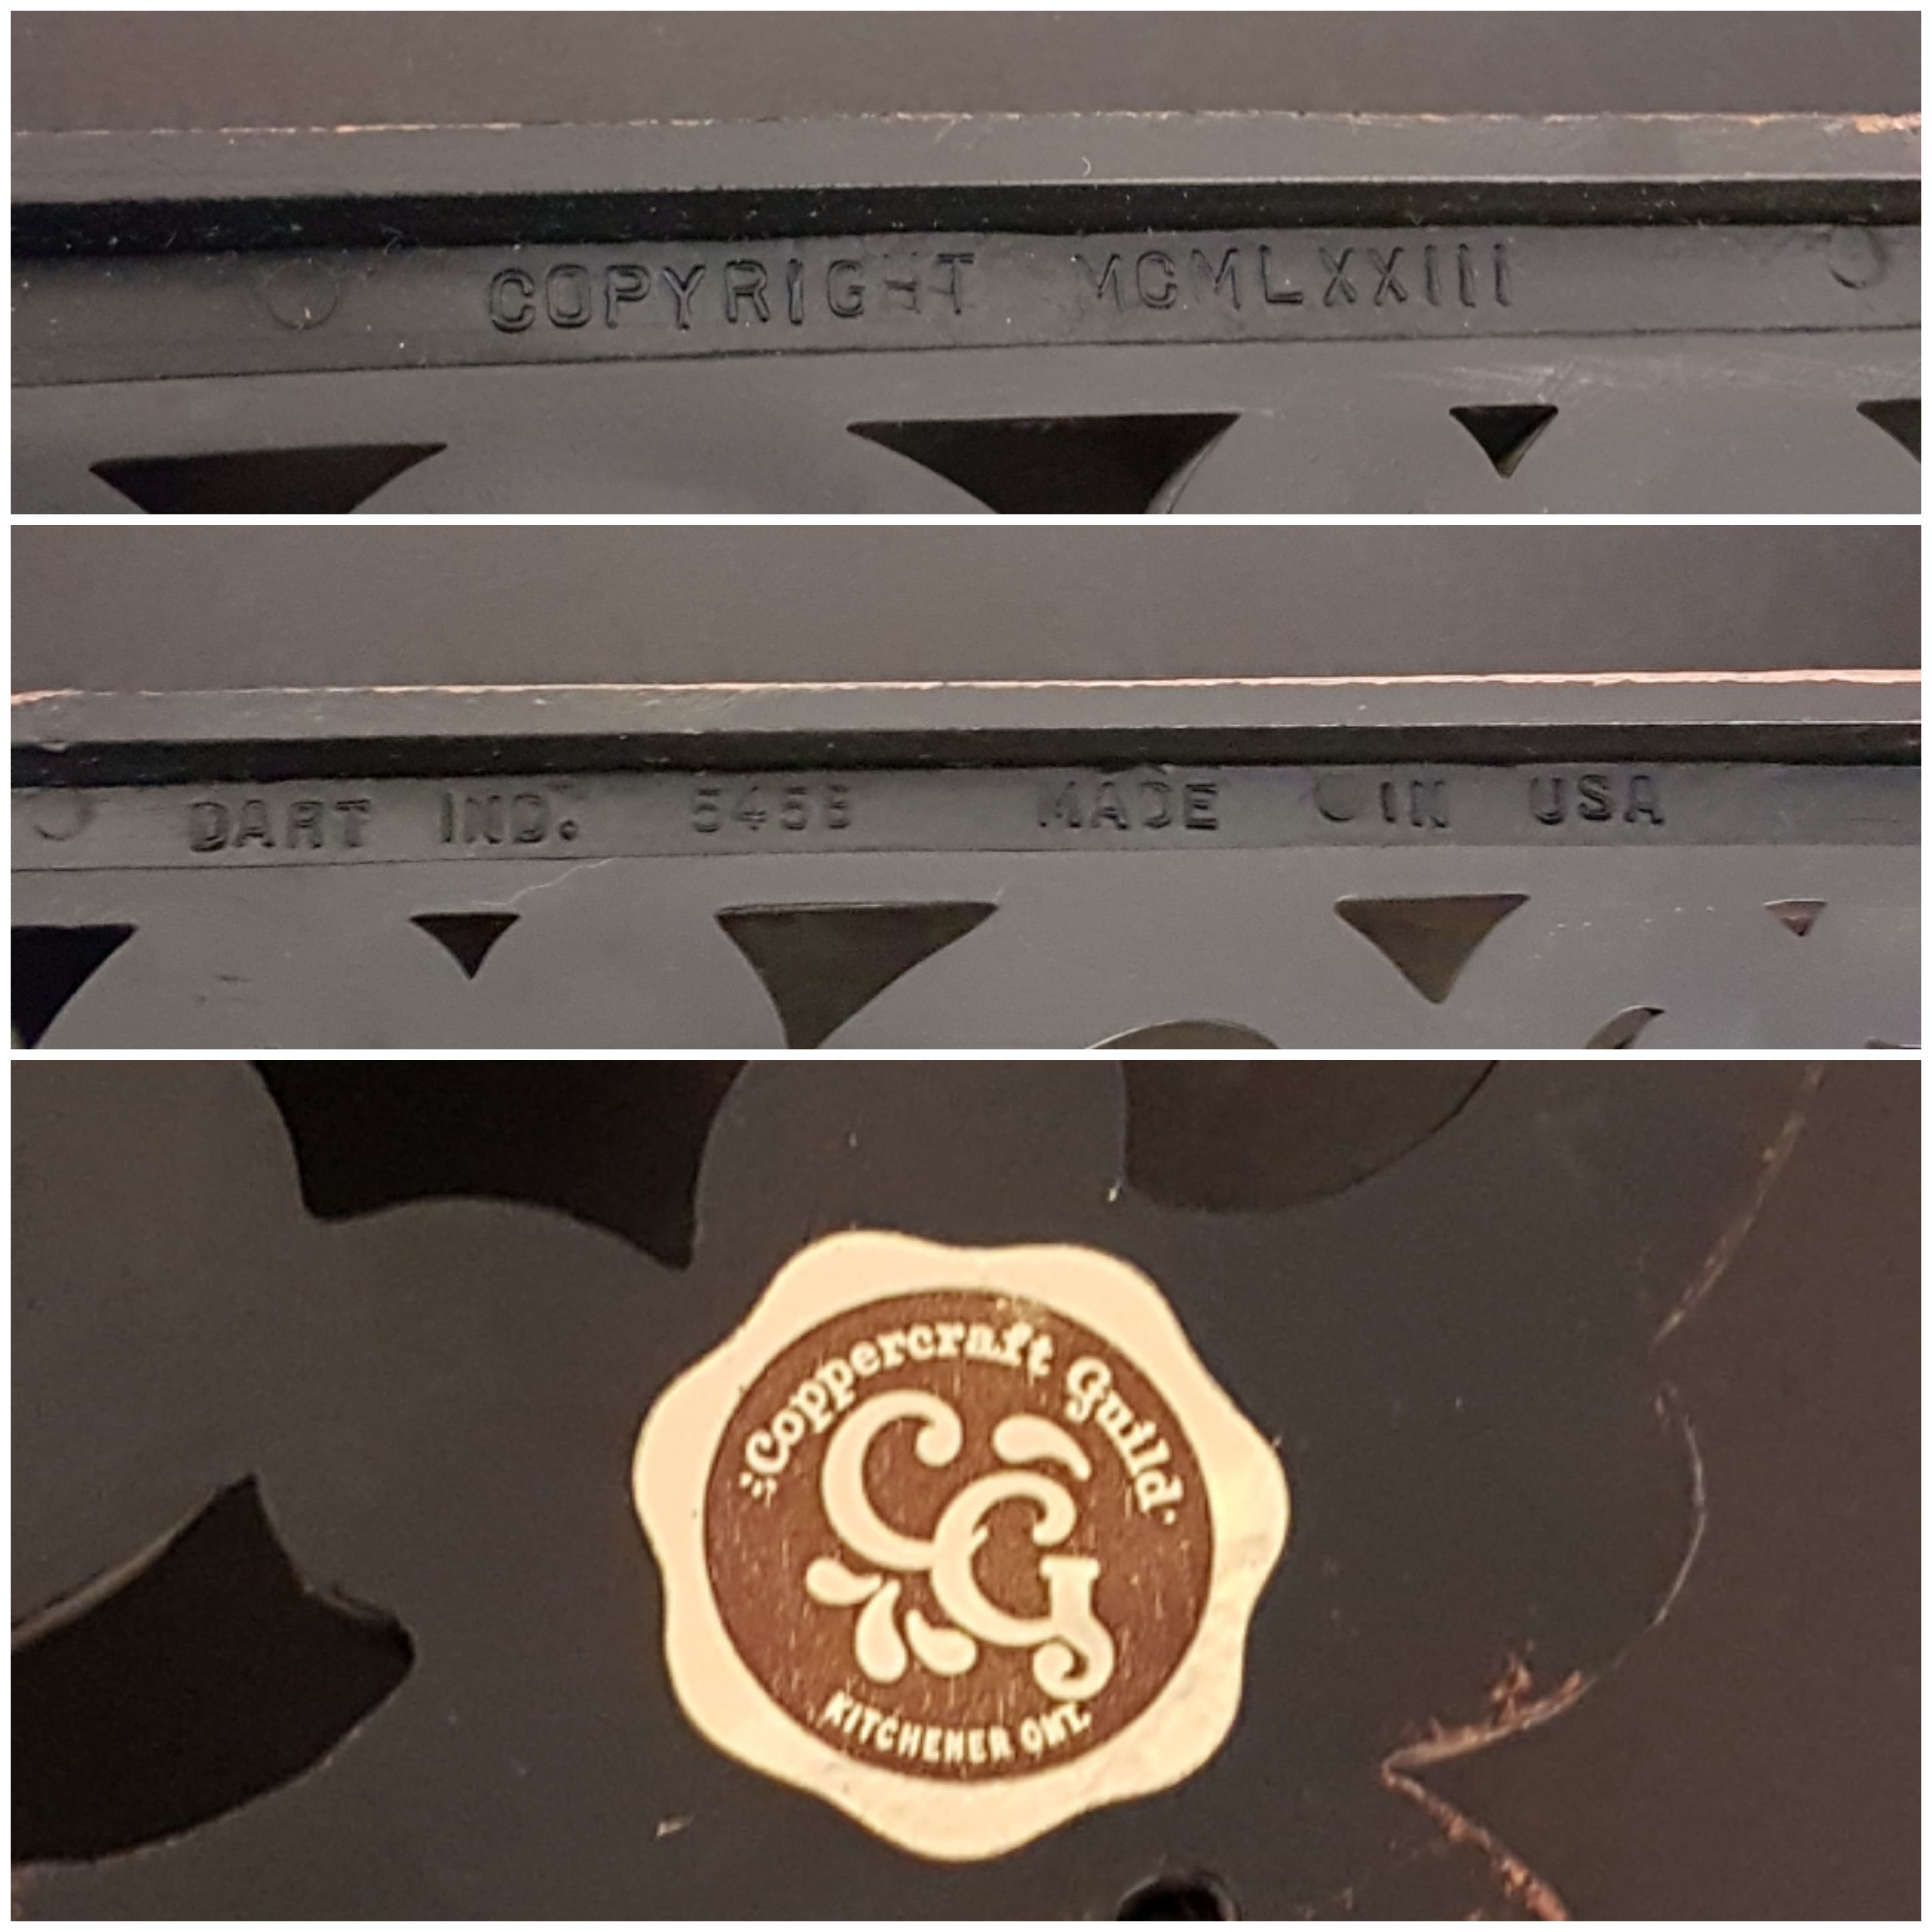 COPYRIGHT MCMLXXIII
DART IND. 5458 MADE IN USA
Coppercraft Guild
CG
KITCHENER ONT.